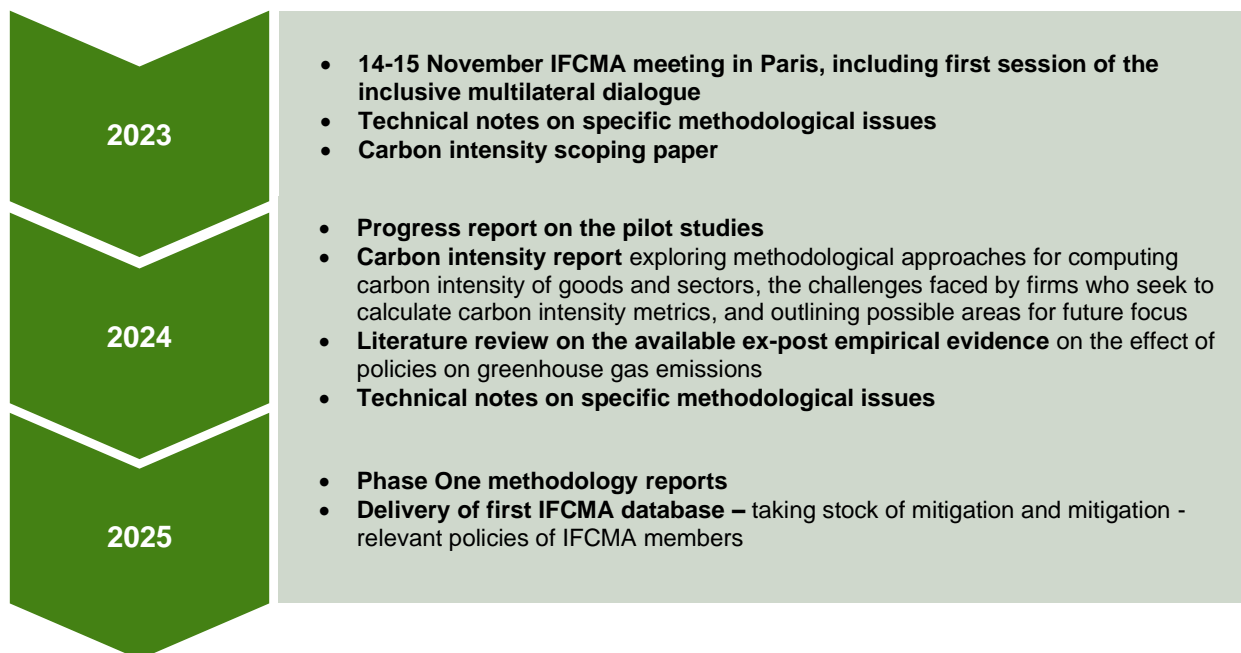 2023
• 14-15 November IFCMA meeting in Paris, including first session of the
inclusive multilateral dialogue
• Technical notes on specific methodological issues
• Carbon intensity scoping paper
2024
• Progress report on the pilot studies
• Carbon intensity report exploring methodological approaches for computing
carbon intensity of goods and sectors, the challenges faced by firms who seek to
calculate carbon intensity metrics, and outlining possible areas for future focus
• Literature review on the available ex-post empirical evidence on the effect of
policies on greenhouse gas emissions
• Technical notes on specific methodological issues
2025
• Phase One methodology reports
• Delivery of first IFCMA database – taking stock of mitigation and mitigation -
relevant policies of IFCMA members